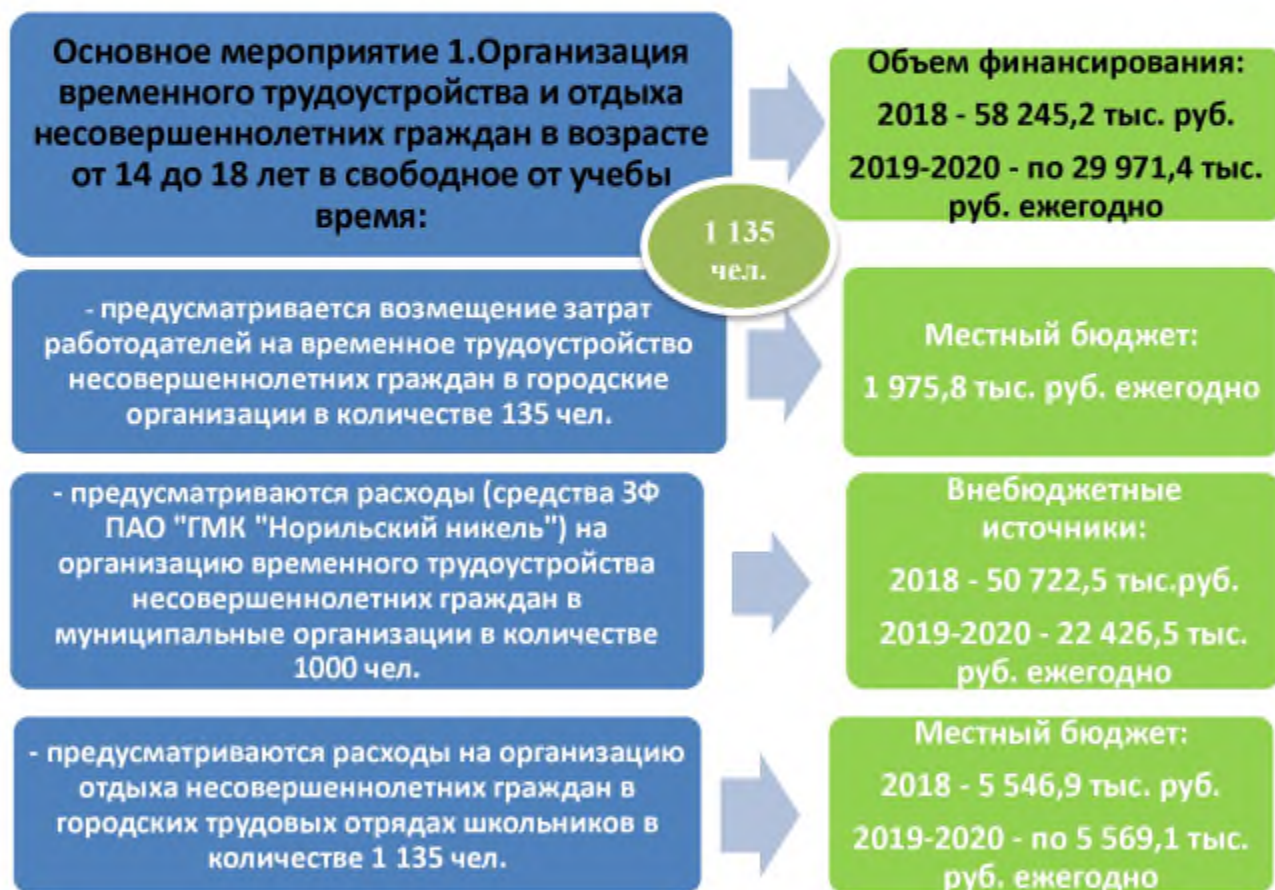 Основное мероприятие 1.Организация
временного трудоустройства и отдыха
несовершеннолетних граждан в возрасте
от 14 до 18 лет в свободное от учебы
время:
Объем финансирования:
2018 - 58 245,2 тыс. руб.
2019-2020 - по 29 971,4 тыс.
руб. ежегодно
1 135
чел.
- предусматривается возмещение затрат
работодателей на временное трудоустройство
несовершеннолетних граждан в городские
организации в количестве 135 чел.
Местный бюджет:
1 975,8 тыс. руб. ежегодно
- предусматриваются расходы (средства ЗФ
ПАО "ГМК "Норильский никель") на
организацию временного трудоустройства
несовершеннолетних граждан в
муниципальные организации в количестве
1000 чел.
Внебюджетные
источники:
2018 - 50 722,5 тыс.руб.
2019-2020 - 22 426,5 тыс.
руб. ежегодно
- предусматриваются расходы на организацию
отдыха несовершеннолетних граждан в
городских трудовых отрядах школьников в
количестве 1 135 чел.
Местный бюджет:
2018 - 5 546,9 тыс. руб.
2019-2020 - по 5 569,1 тыс.
руб. ежегодно